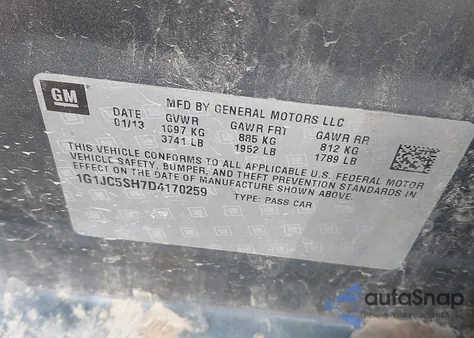 GM
MFD BY GENERAL MOTORS LLC
DATE GVWR GAWR FRT GAWR RR
01/13 1697 KG 885 KG 812 KG
3741 LB 1952 LB 1789 LB
THIS VEHICLE CONFORMS TO ALL APPLICABLE U.S. FEDERAL MOTOR
VEHICLE SAFETY, BUMPER, AND THEFT PREVENTION STANDARDS IN
EFFECT ON THE DATE OF MANUFACTURE SHOWN ABOVE.
1G1JC5SH7D4170259
TYPE: PASS CAR
autaSnap